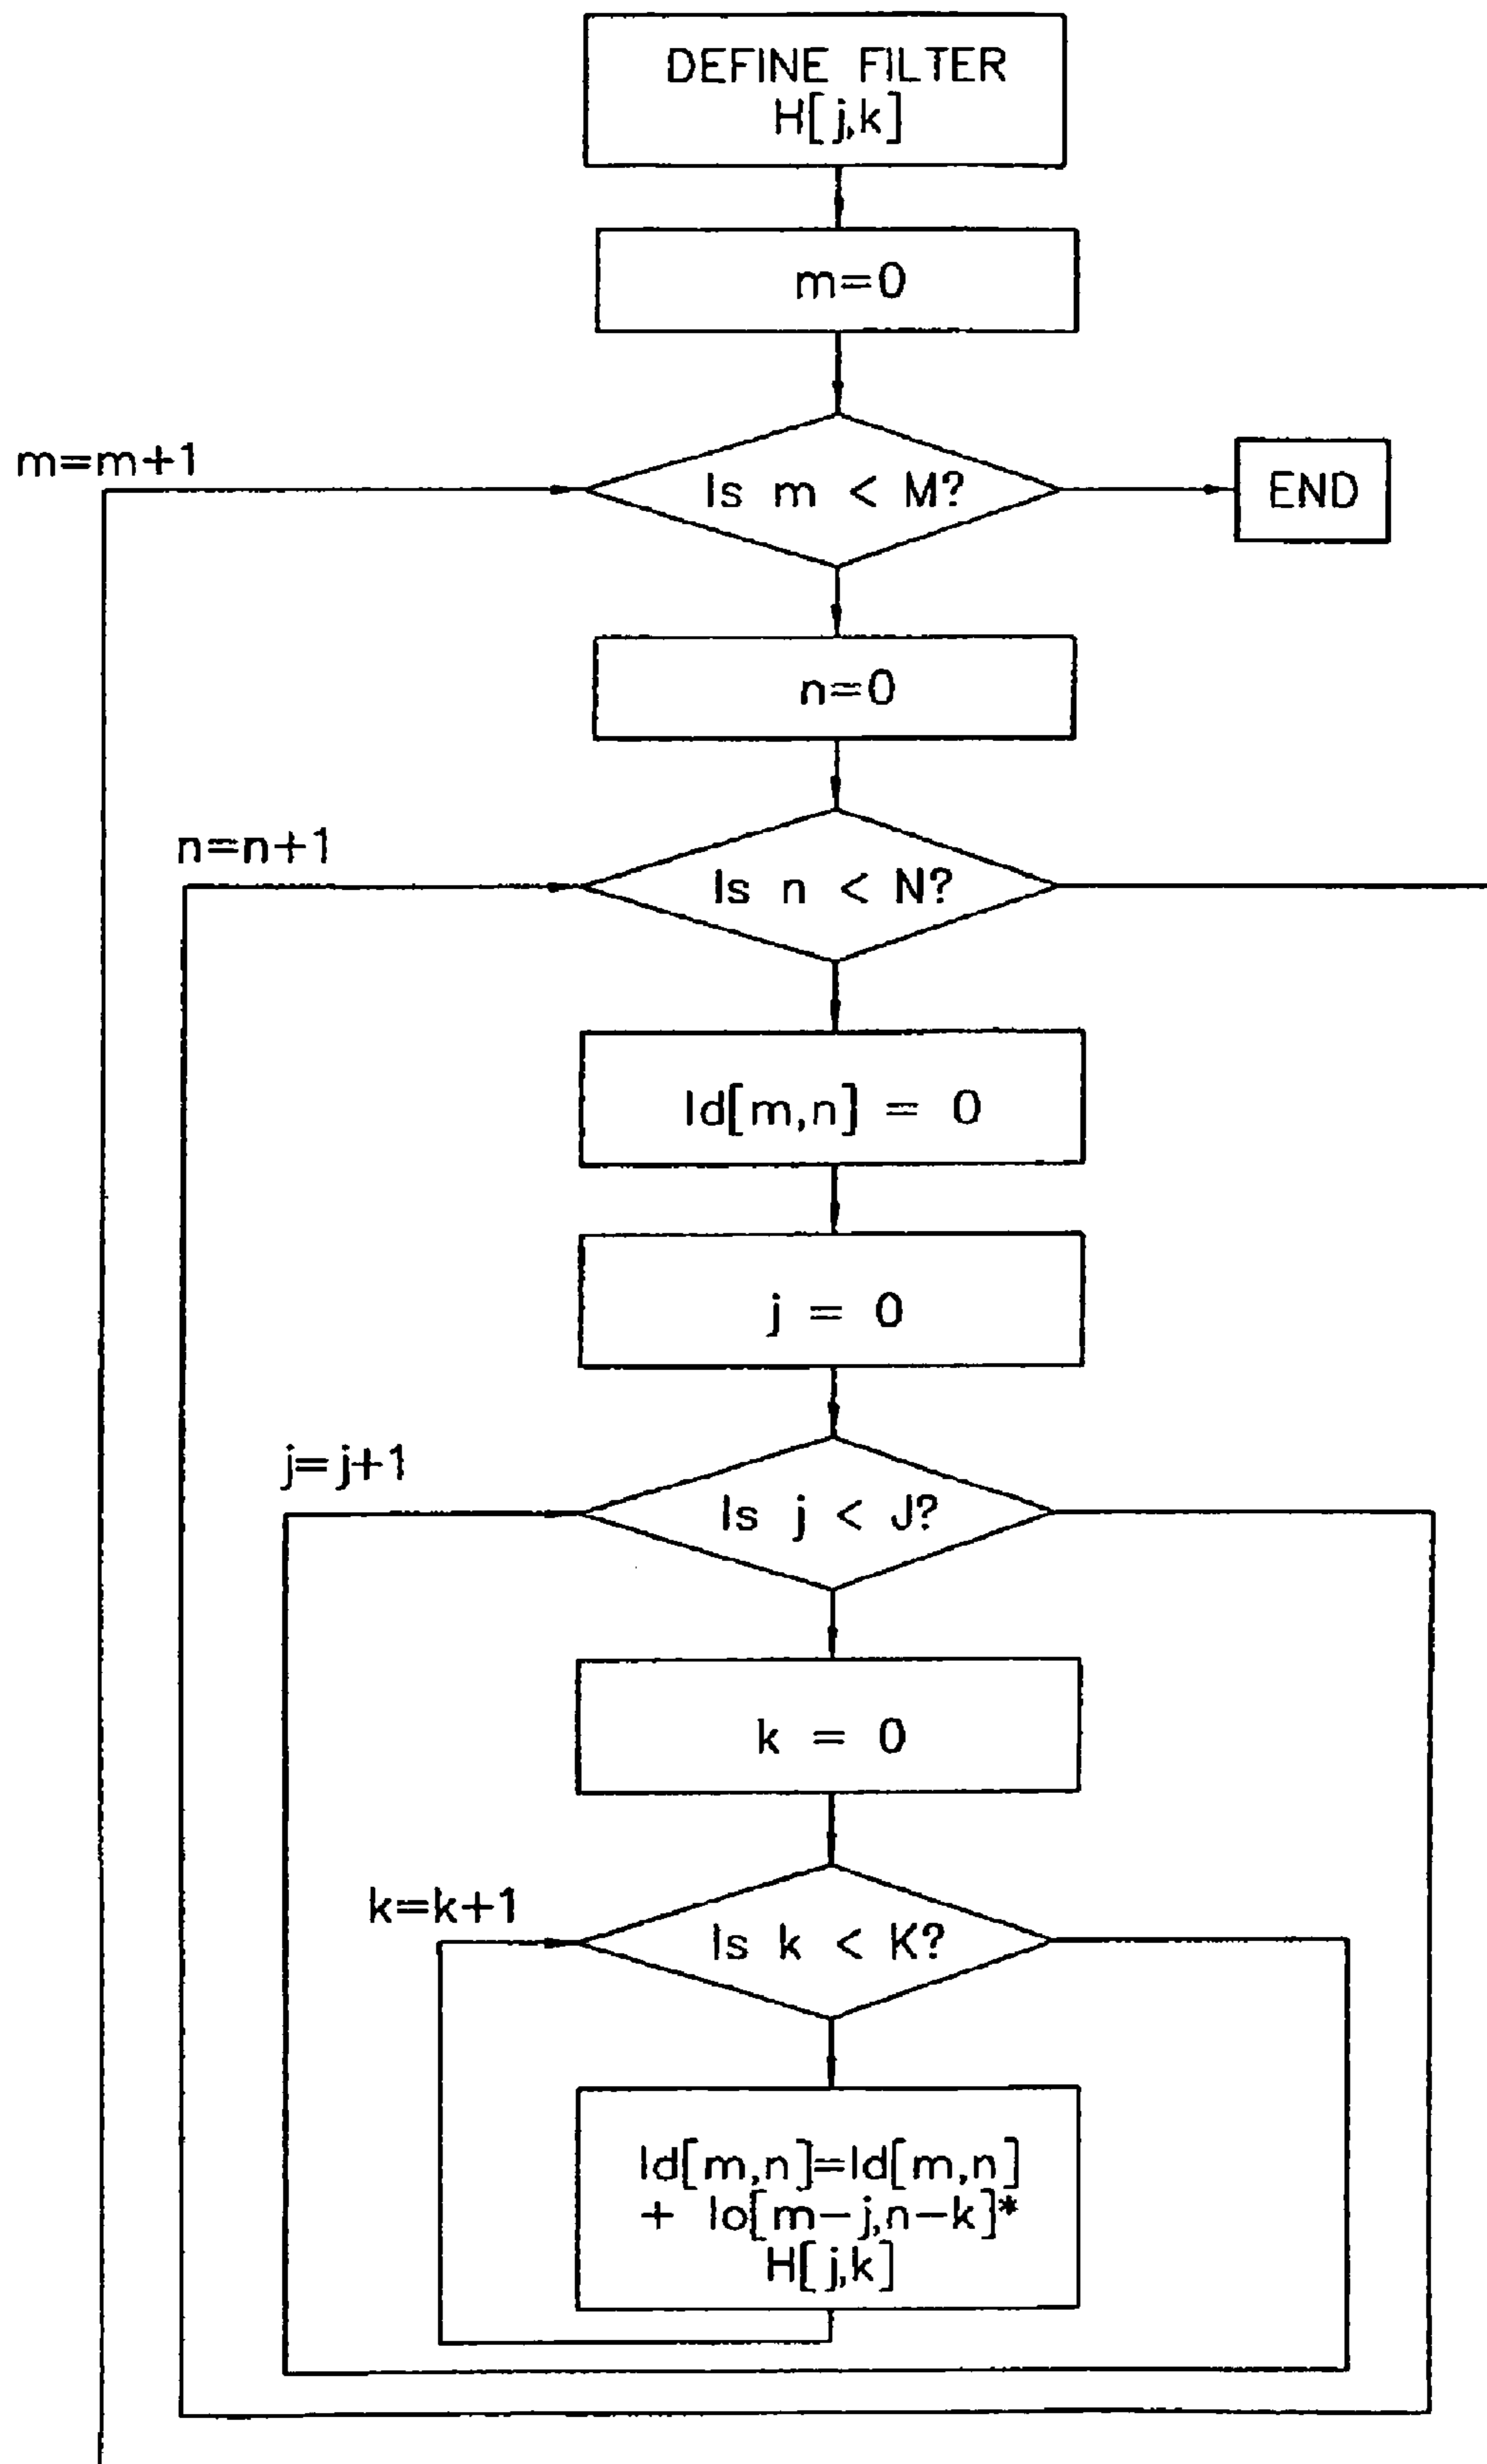 DEFINE FILTER
H[j,k]
m=0
m=m+1
Is m < M?
END
n=0
n=n+1
Is n < N?
Id[m,n] = 0
j = 0
j=j+1
Is j < J?
k = 0
k=k+1
Is k < K?
Id[m,n]=Id[m,n]
+ Io[m-j,n-k]*
H[j,k]